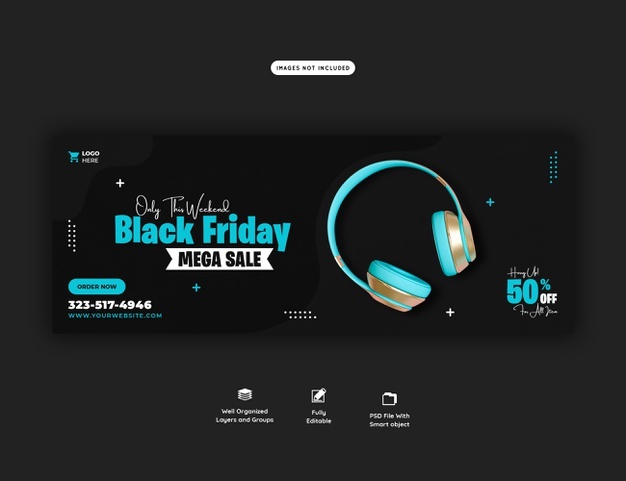 IMAGES NOT INCLUDED
LOGO
HERE
Only This Weekend
Black Friday
MEGA SALE
ORDER NOW
323-517-4946
WWW.YOURWEBSITE.COM
Hurry Up!
50% OFF
For All Item
Well Organized
Layers and Groups
Fully
Editable
PSD File With
Smart object